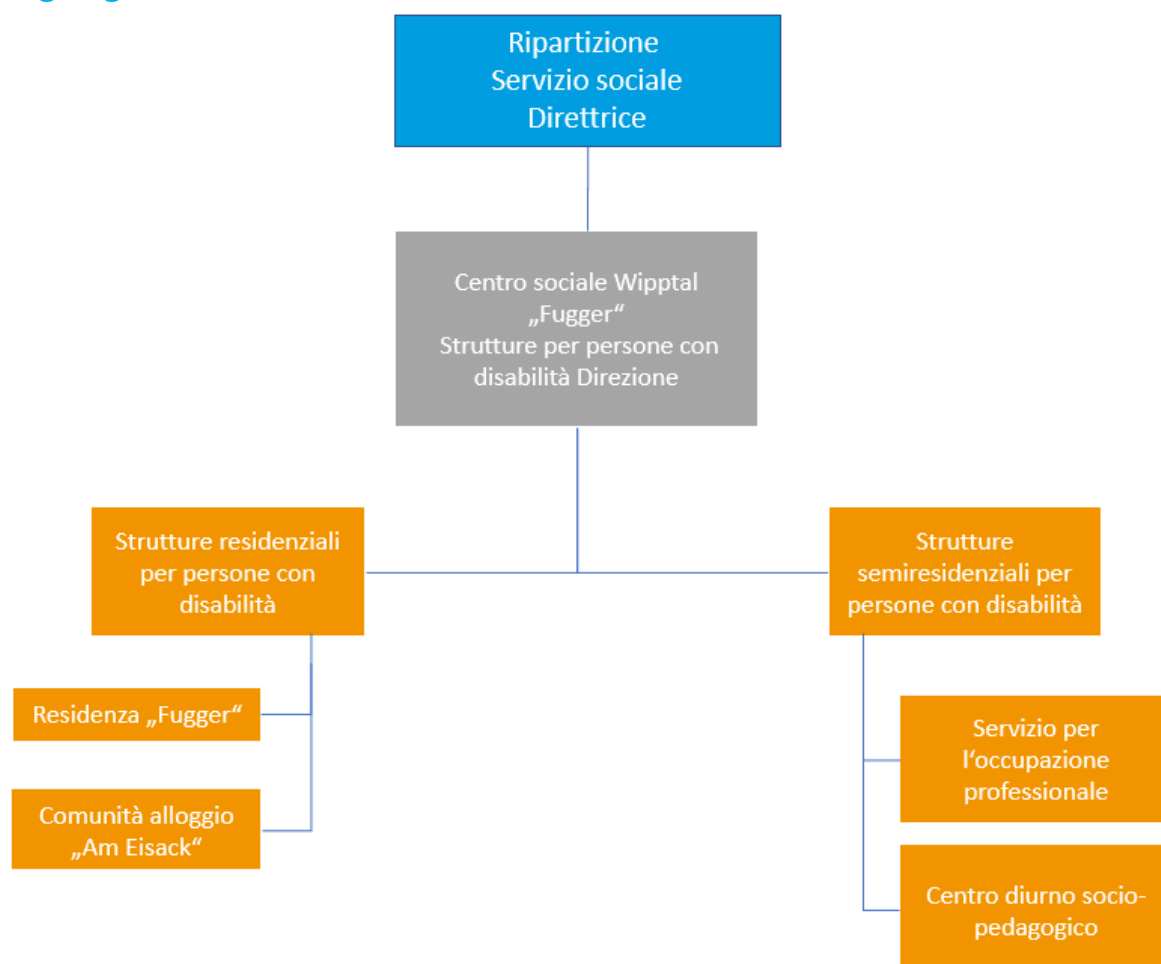 Ripartizione
Servizio sociale
Direttrice
Centro sociale Wipptal
„Fugger“
Strutture per persone con
disabilità Direzione
Strutture residenziali
per persone con
disabilità
Strutture
semiresidenziali per
persone con disabilità
Residenza „Fugger“
Comunità alloggio
„Am Eisack“
Servizio per
l‘occupazione
professionale
Centro diurno socio-
pedagogico